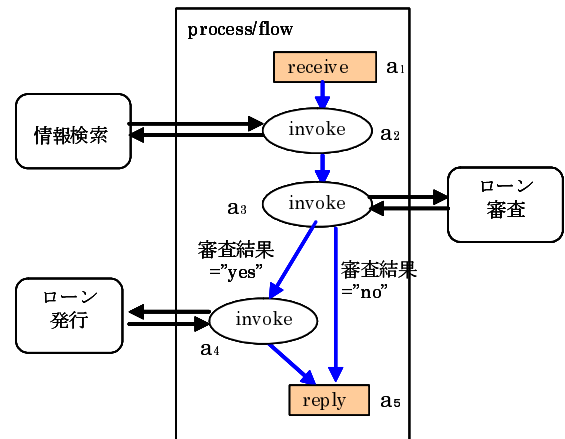 process/flow
receive
a1
情報検索
invoke
a2
invoke
a3
ローン
審査
審査結果
="yes"
審査結果
="no"
ローン
発行
invoke
a4
reply
a5